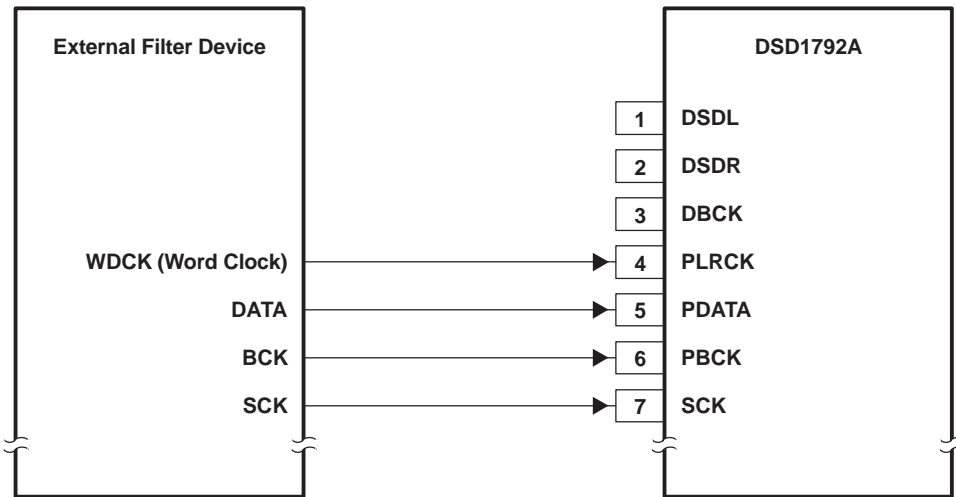 External Filter Device
DSD1792A
1 DSDL
2 DSDR
3 DBCK
WDCK (Word Clock) 4 PLRCK
DATA 5 PDATA
BCK 6 PBCK
SCK 7 SCK